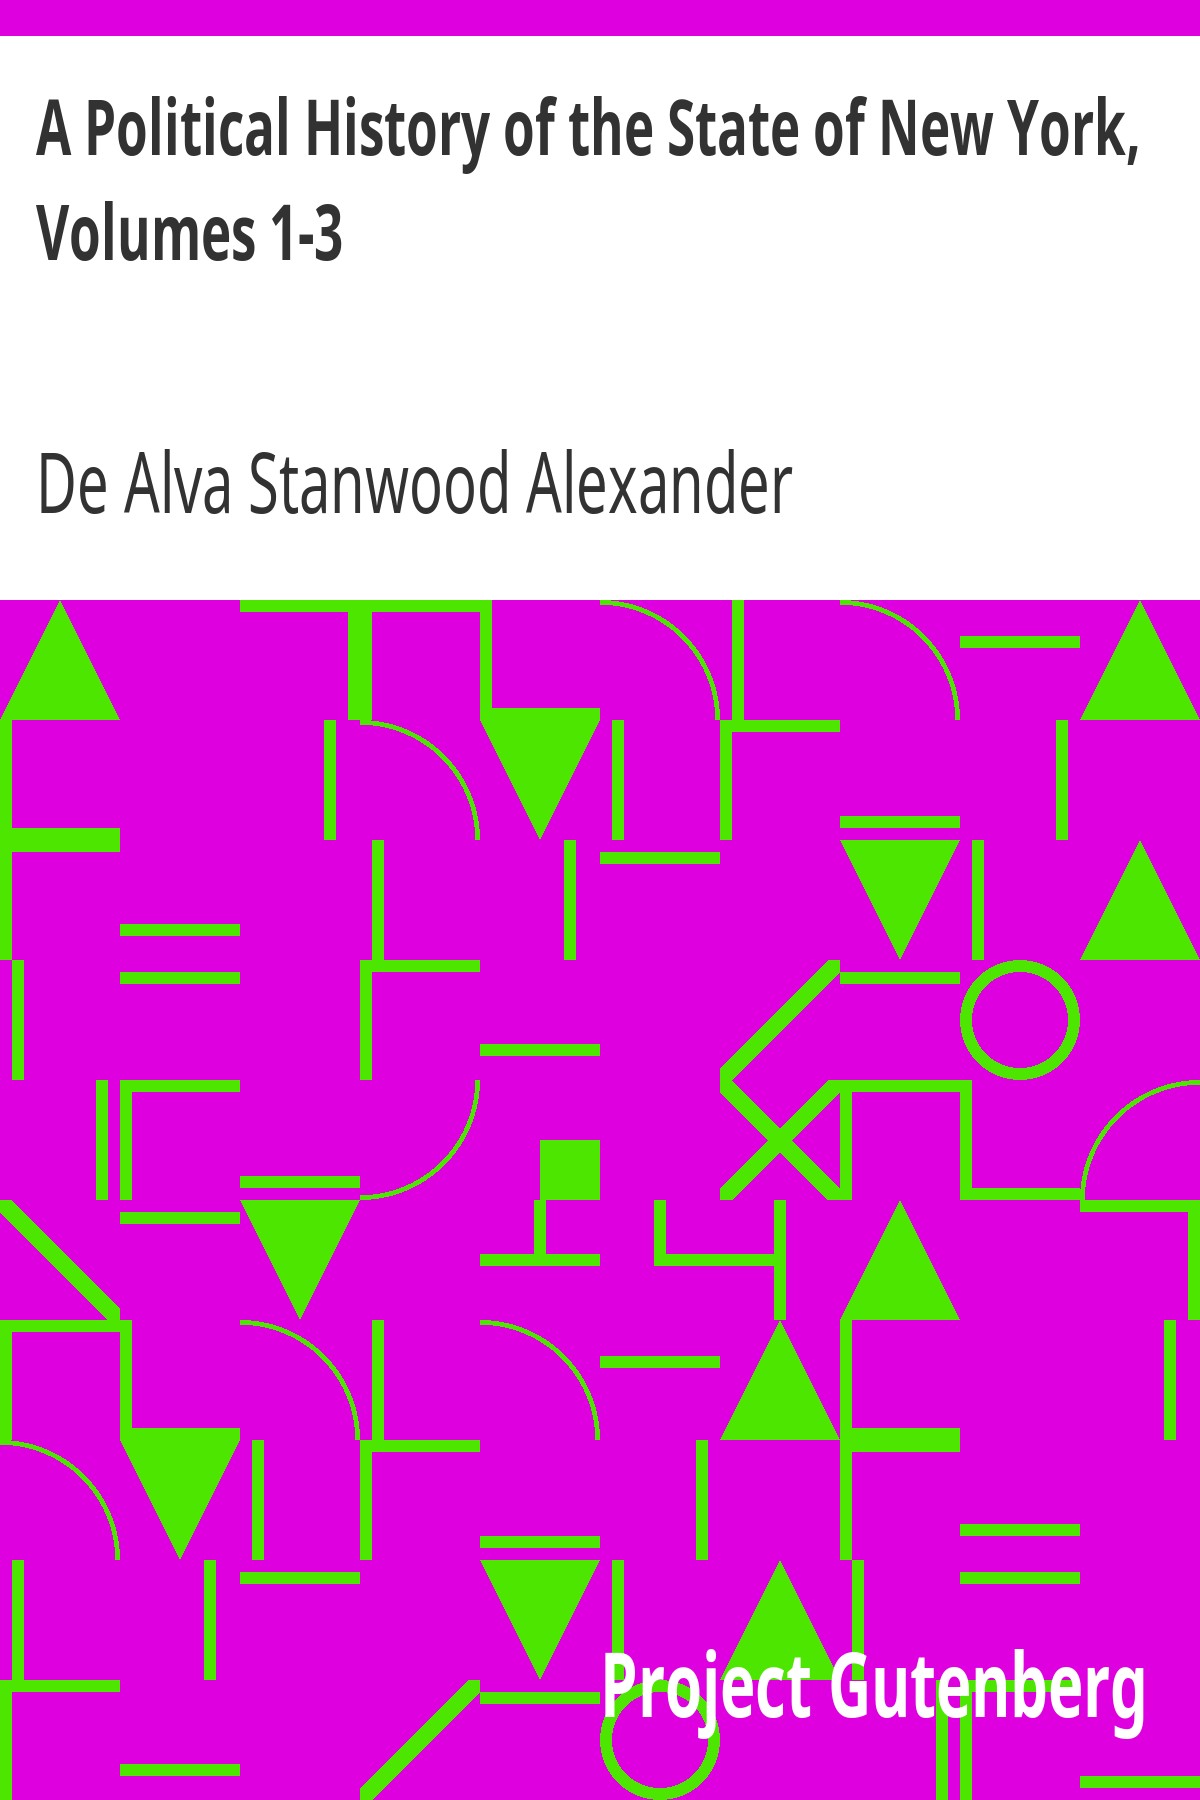 A Political History of the State of New York,
Volumes 1-3
De Alva Stanwood Alexander
Project Gutenberg